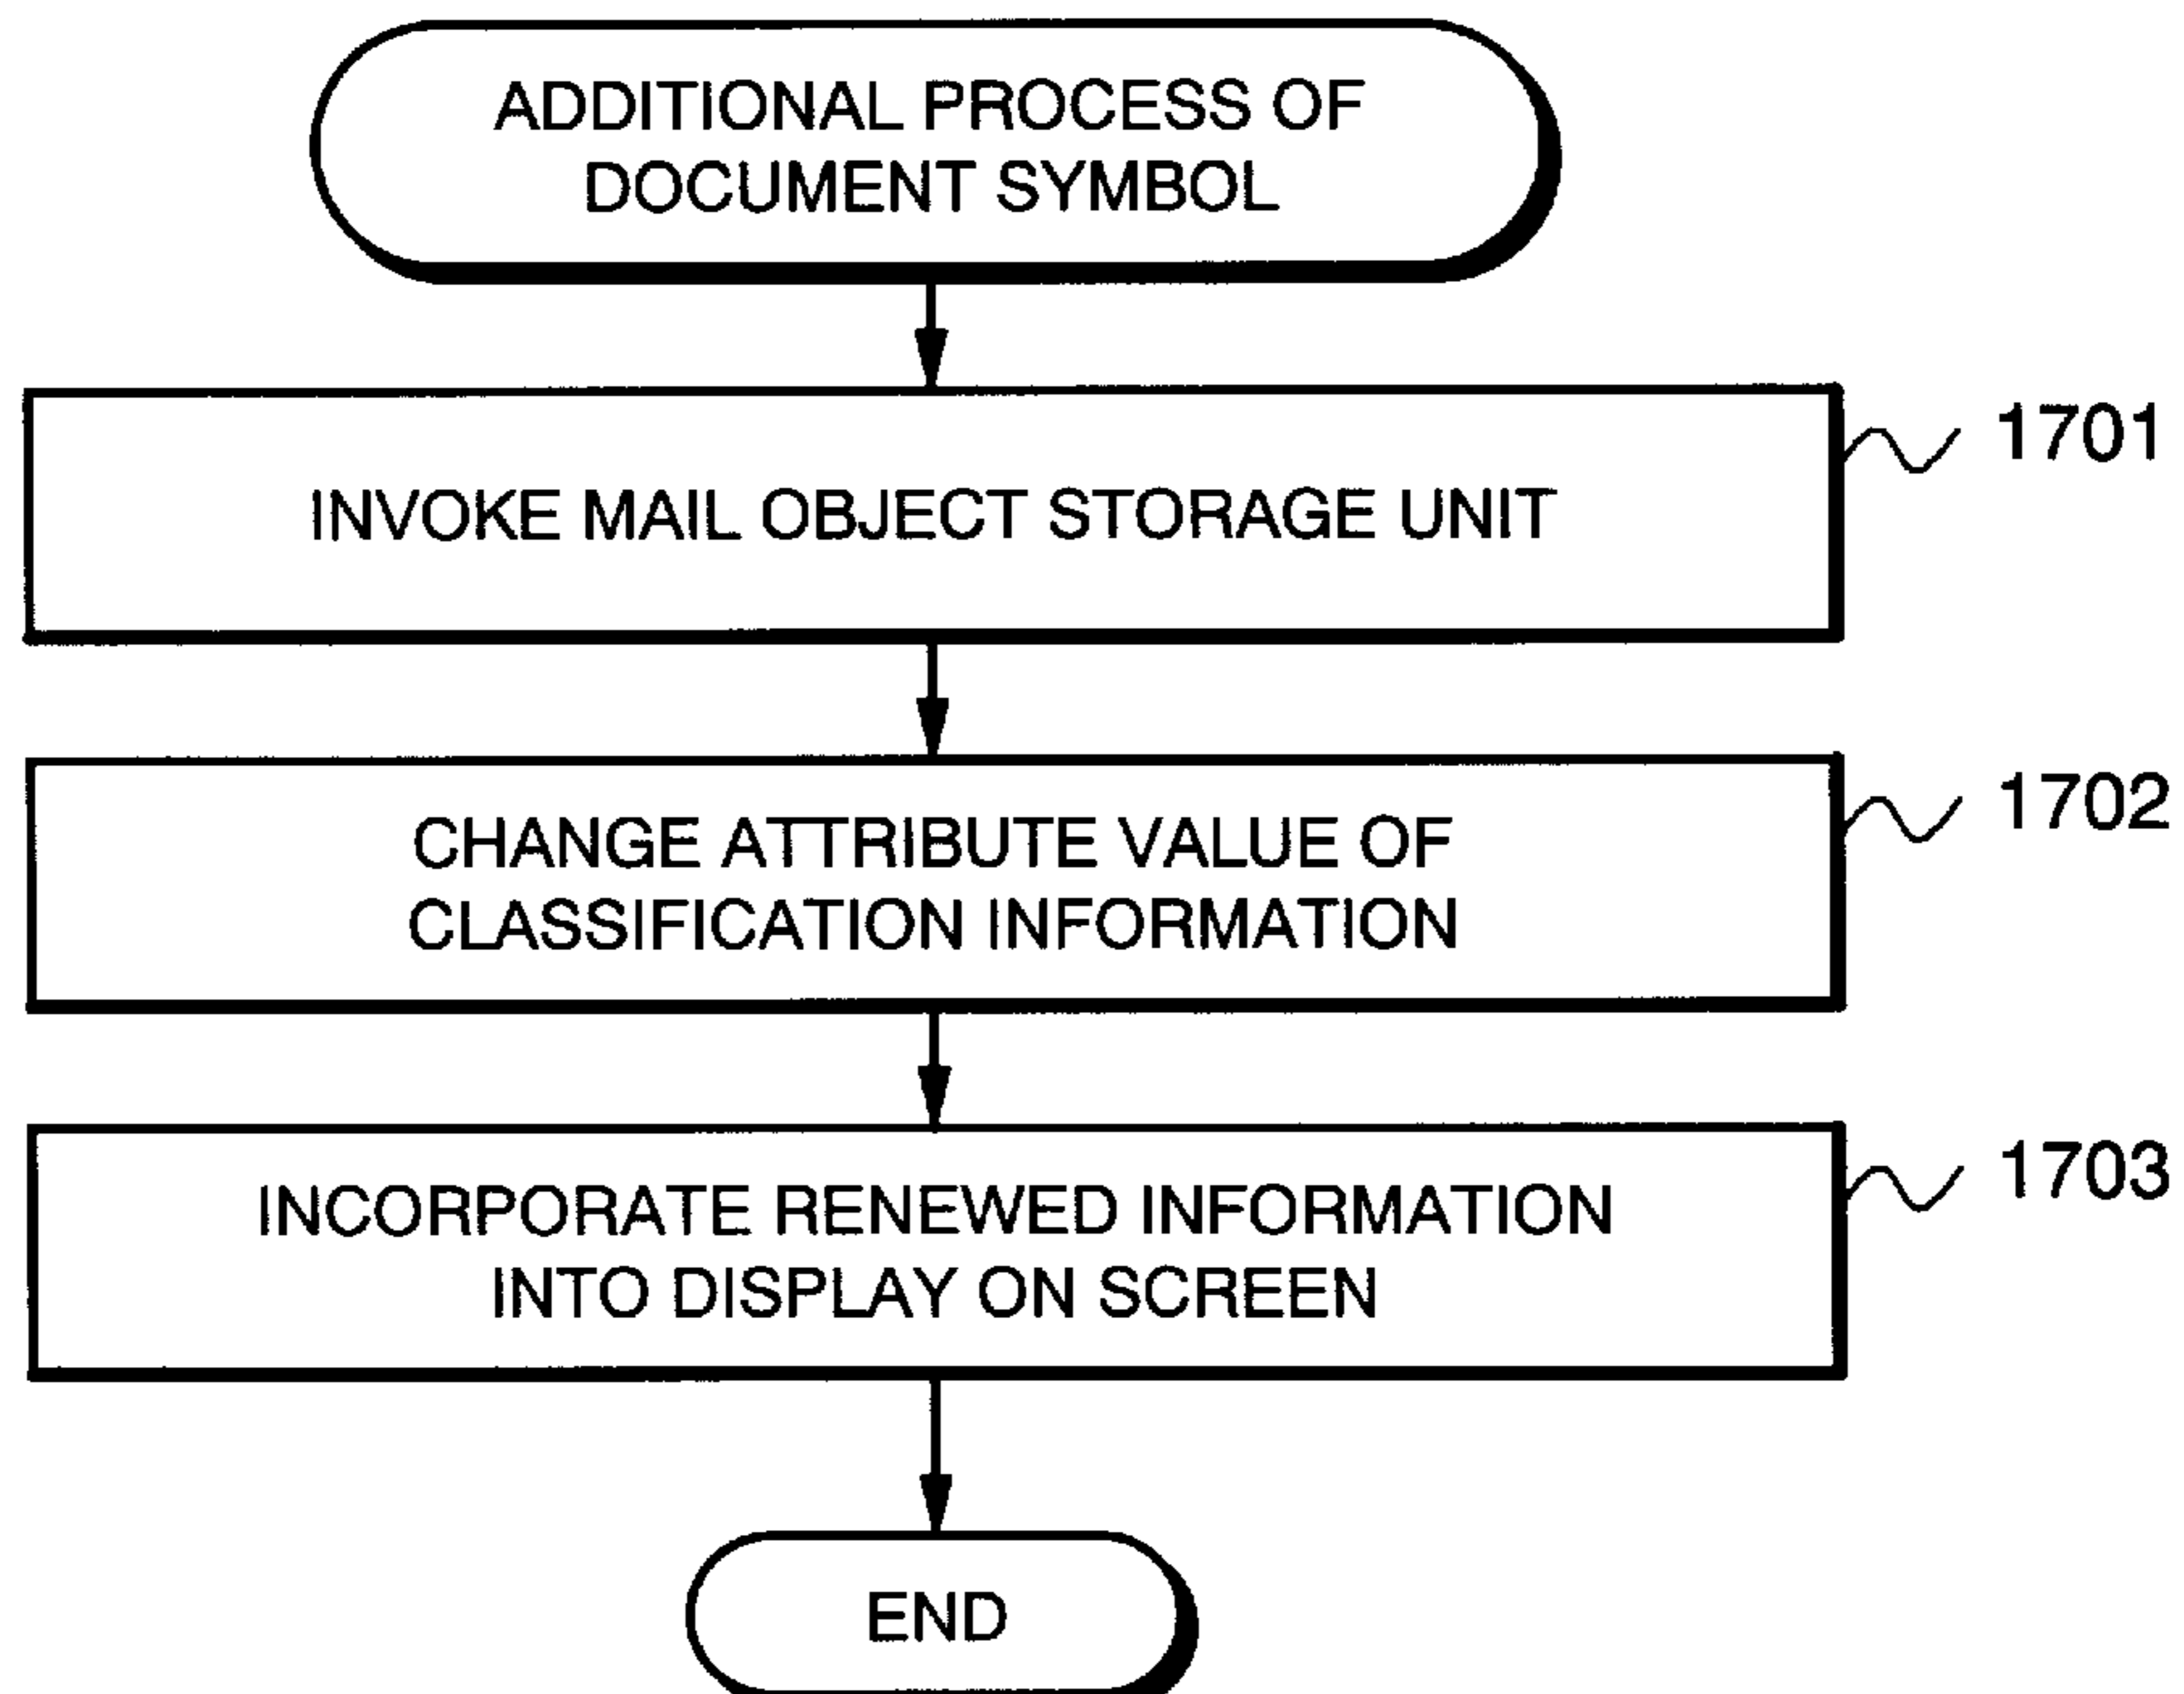 ADDITIONAL PROCESS OF
DOCUMENT SYMBOL
INVOKE MAIL OBJECT STORAGE UNIT
1701
CHANGE ATTRIBUTE VALUE OF
CLASSIFICATION INFORMATION
1702
INCORPORATE RENEWED INFORMATION
INTO DISPLAY ON SCREEN
1703
END